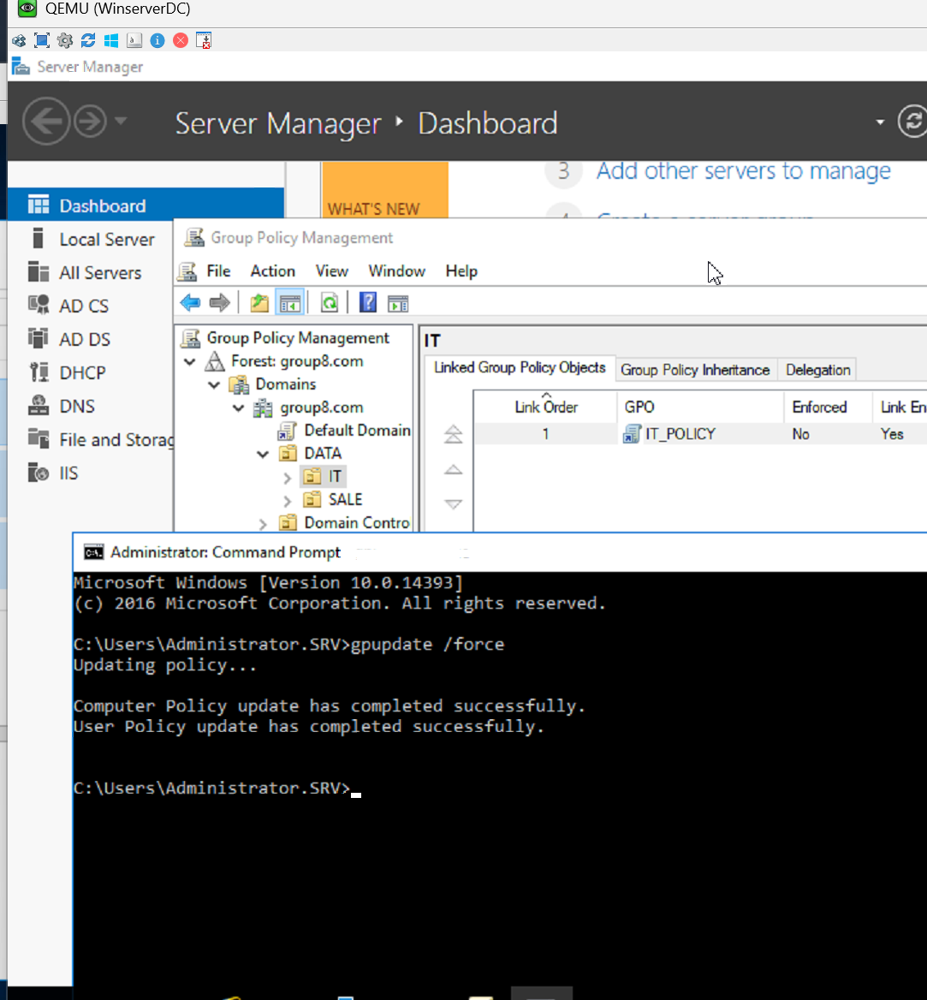 QEMU (WinserverDC)
Server Manager
Server Manager ‣ Dashboard
3 Add other servers to manage
WHAT'S NEW
Dashboard
Local Server
All Servers
AD CS
AD DS
DHCP
DNS
File and Storag
IIS
Group Policy Management
File Action View Window Help
Group Policy Management
Forest: group8.com
Domains
group8.com
Default Domain
DATA
IT
SALE
Domain Contro
IT
Linked Group Policy Objects Group Policy Inheritance Delegation
Link Order GPO Enforced Link En
1 IT_POLICY No Yes
Administrator: Command Prompt
Microsoft Windows [Version 10.0.14393]
(c) 2016 Microsoft Corporation. All rights reserved.
C:\Users\Administrator.SRV>gpupdate /force
Updating policy...
Computer Policy update has completed successfully.
User Policy update has completed successfully.
C:\Users\Administrator.SRV>